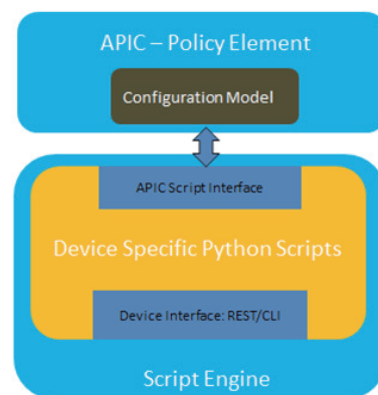 APIC – Policy Element
Configuration Model
APIC Script Interface
Device Specific Python Scripts
Device Interface: REST/CLI
Script Engine